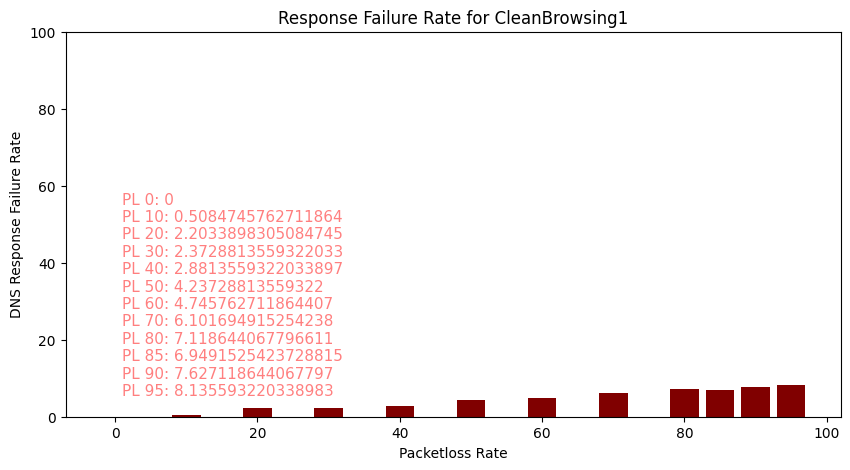 Response Failure Rate for CleanBrowsing1
DNS Response Failure Rate
100
80
60
40
20
0
PL 0: 0
PL 10: 0.5084745762711864
PL 20: 2.2033898305084745
PL 30: 2.3728813559322033
PL 40: 2.8813559322033897
PL 50: 4.23728813559322
PL 60: 4.745762711864407
PL 70: 6.101694915254238
PL 80: 7.118644067796611
PL 85: 6.9491525423728815
PL 90: 7.627118644067797
PL 95: 8.135593220338983
0
20
40
60
80
100
Packetloss Rate